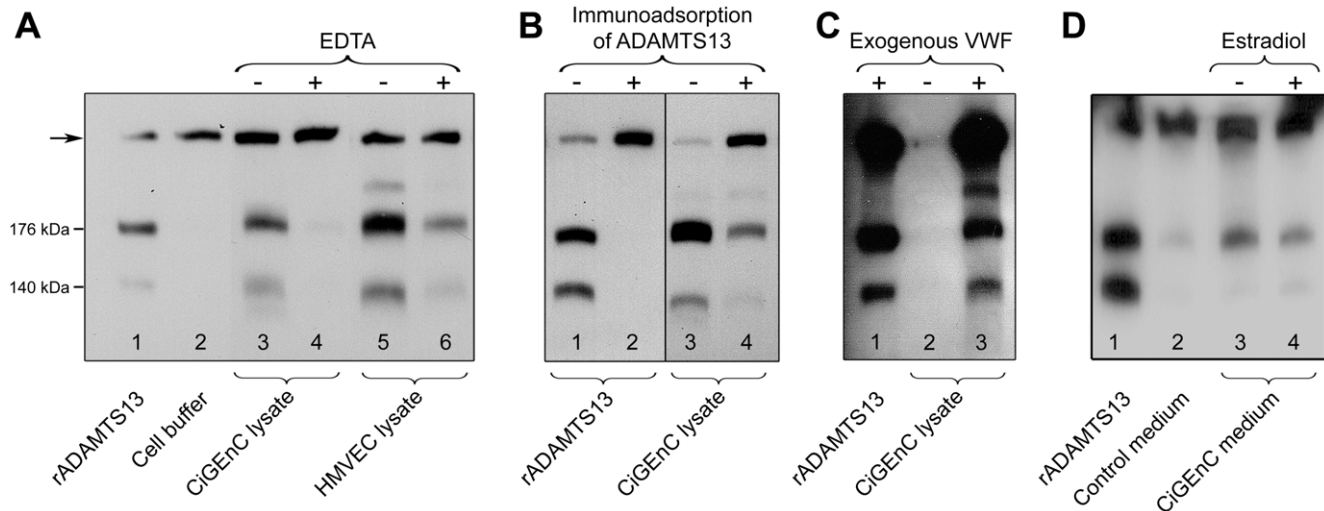 A
EDTA
- + - +
176 kDa
140 kDa
1 2 3 4 5 6
rADAMTS13
Cell buffer
CiGEnC lysate
HMVEC lysate
B
Immunoadsorption
of ADAMTS13
- + - +
1 2 3 4
rADAMTS13
CiGEnC lysate
C
Exogenous VWF
+ - +
1 2 3
rADAMTS13
CiGEnC lysate
D
Estradiol
- +
1 2 3 4
rADAMTS13
Control medium
CiGEnC medium